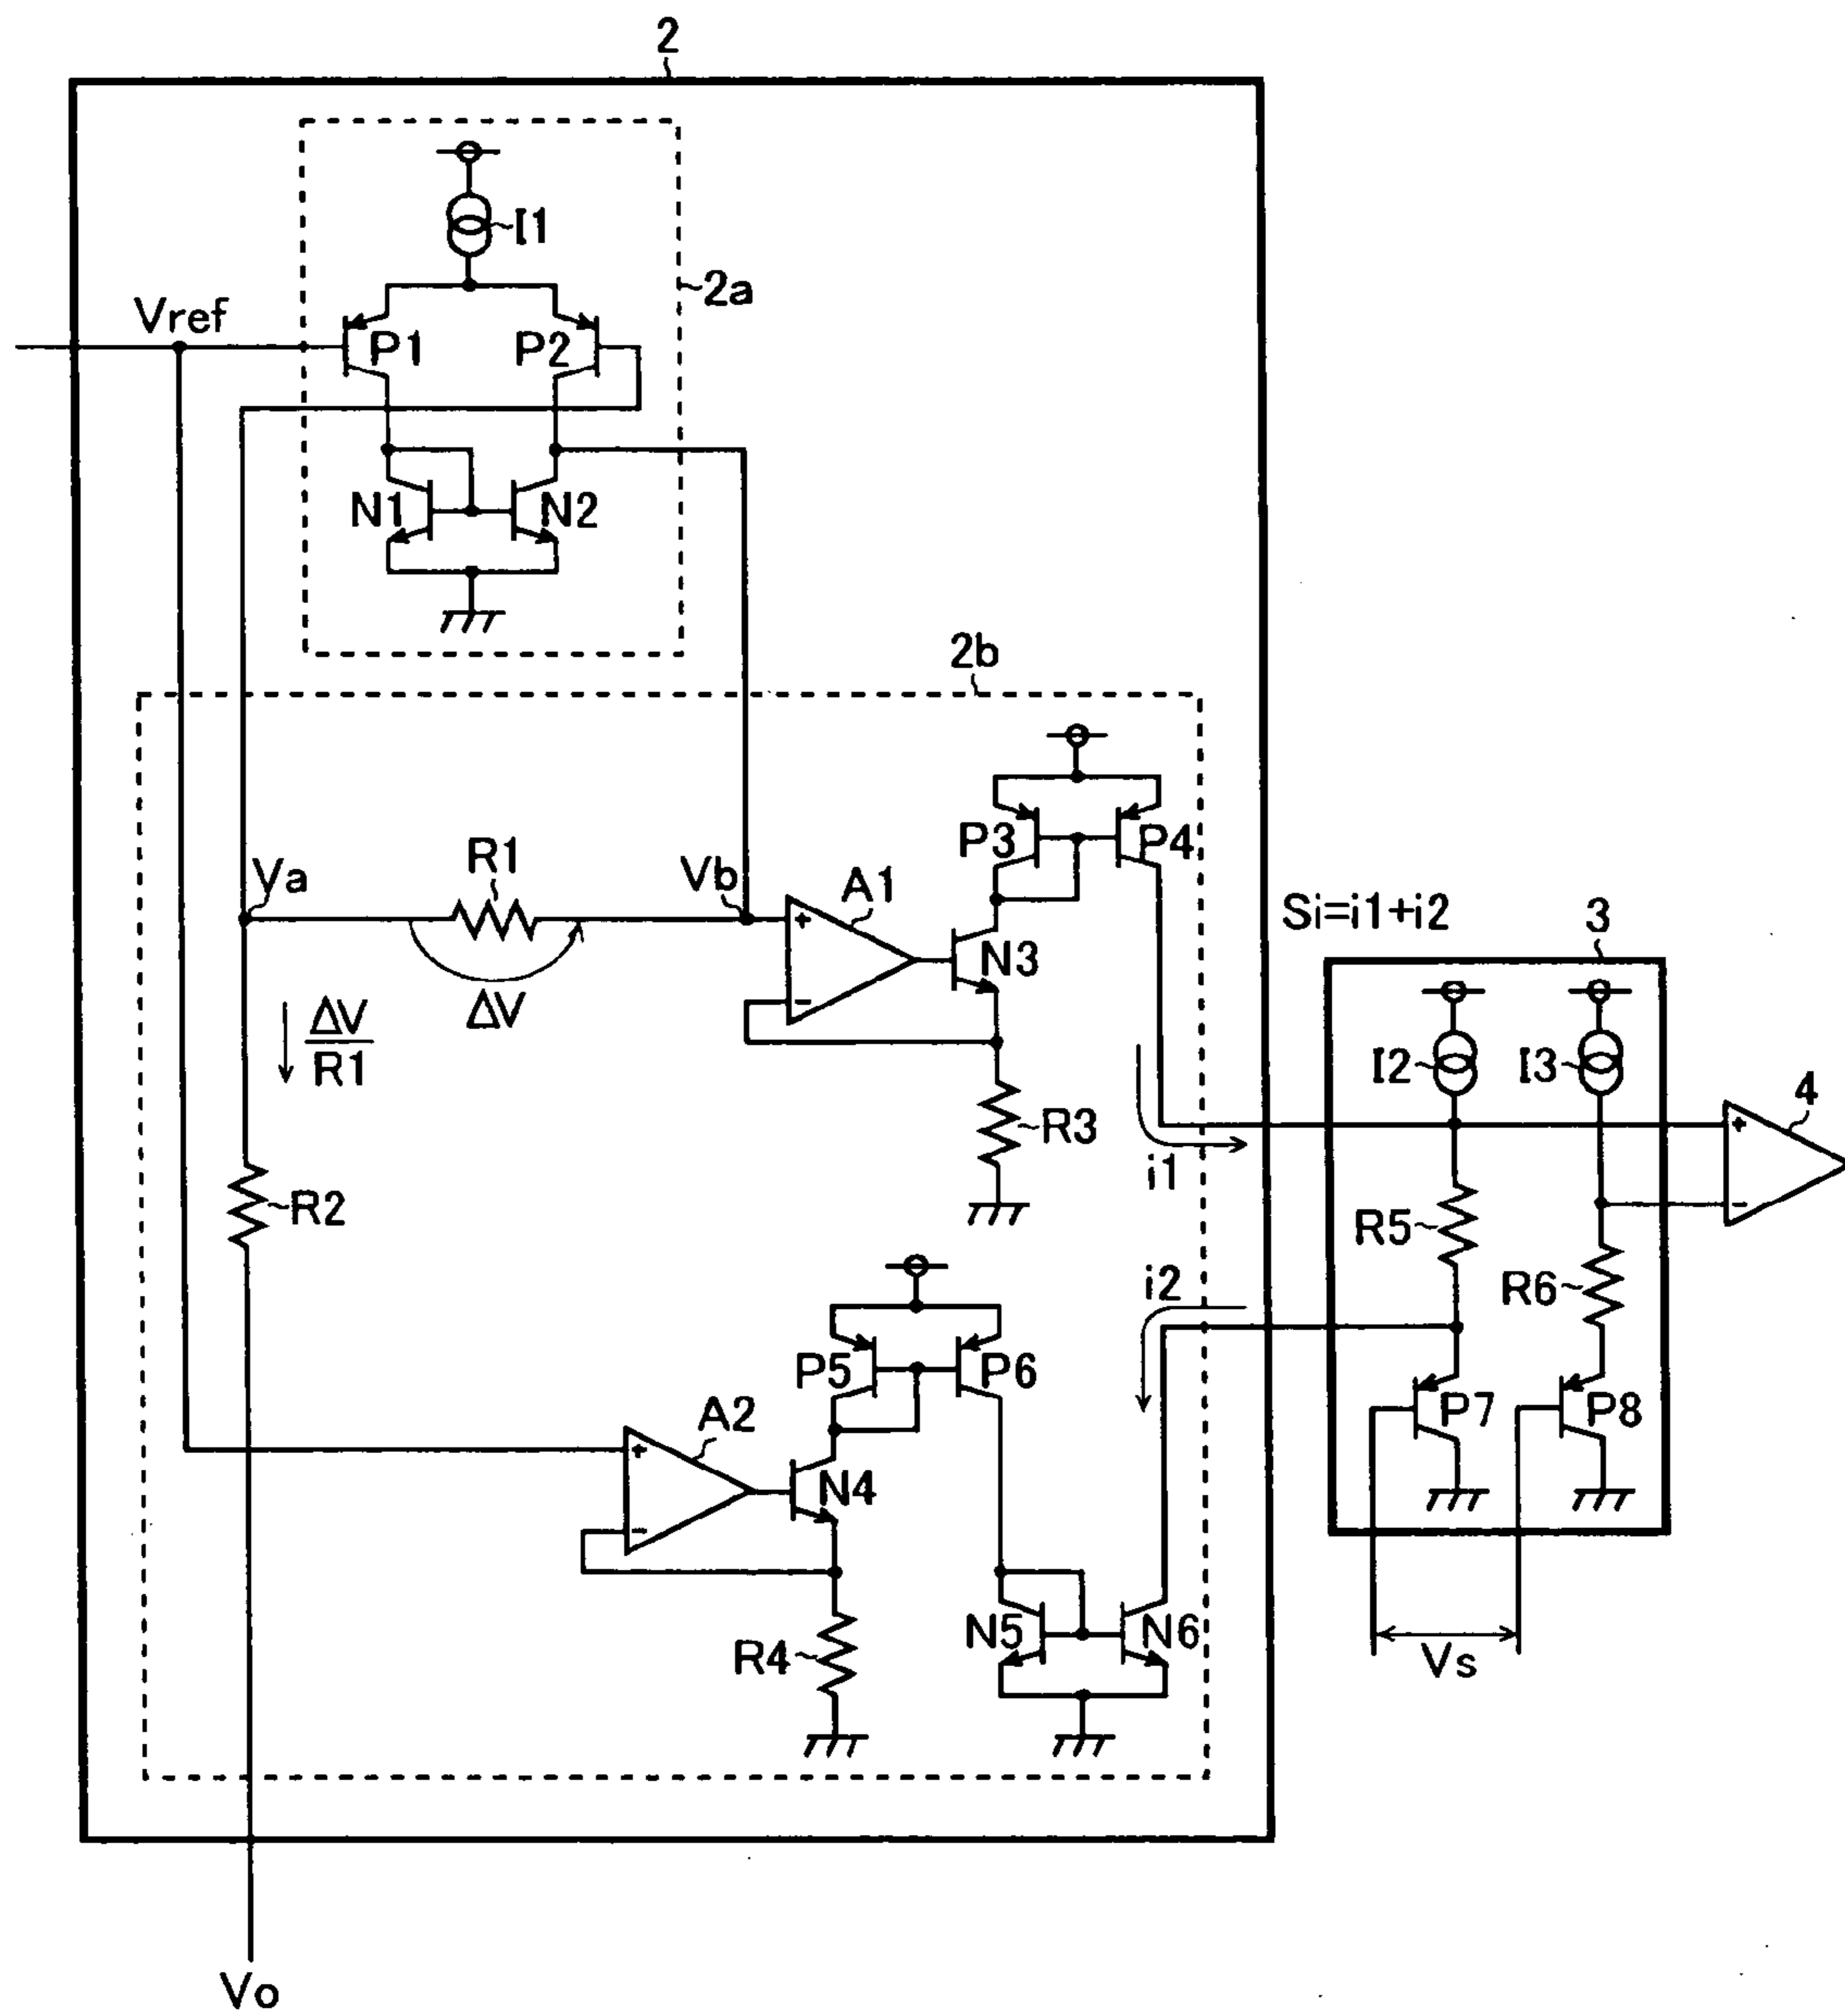 2
I1
2a
Vref
P1
P2
N1
N2
2b
P3
P4
R1
Va
Vb
A1
+
N3
Si=i1+i2
3
ΔV
ΔV
R1
-
I2
I3
4
R3
+
i1
R2
-
R5
R6
i2
P5
P6
P7
P8
A2
+
N4
-
N5
N6
R4
Vs
Vo